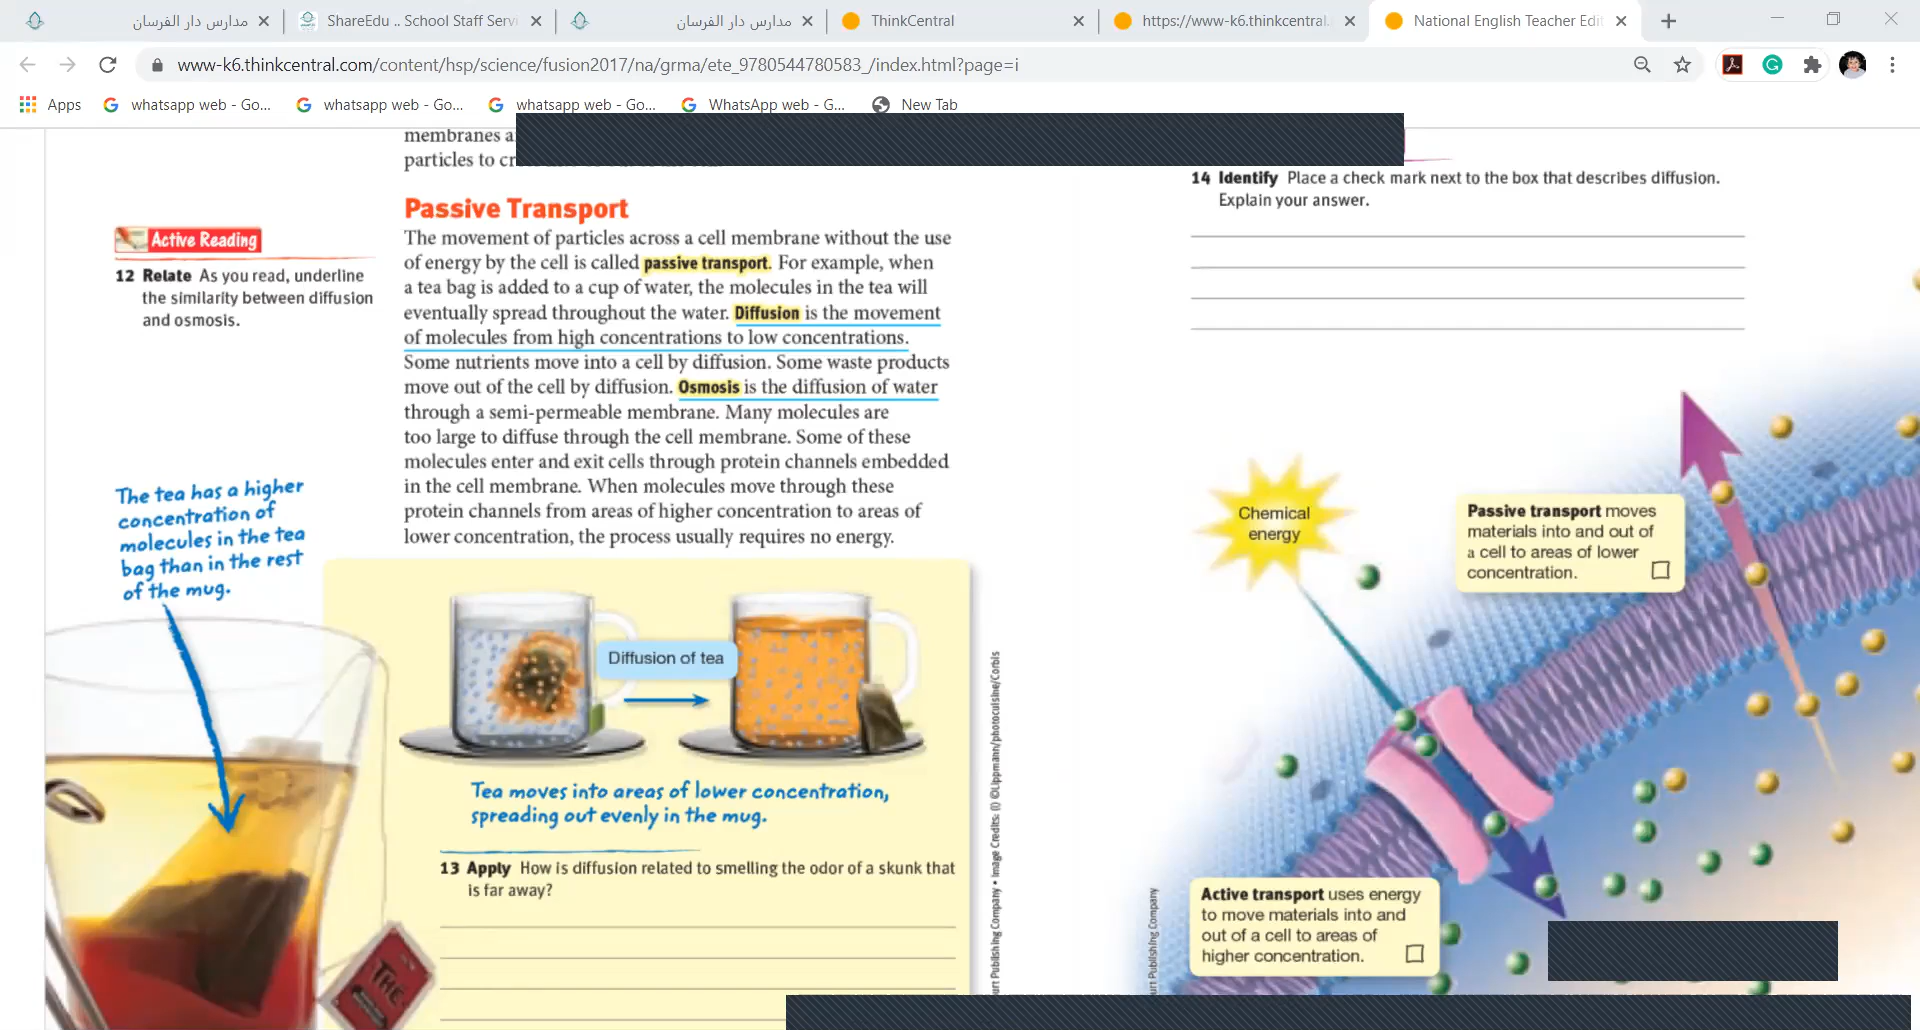 مدارس دار الفرسان
ShareEdu .. School Staff Servi
مدارس دار الفرسان
ThinkCentral
https://www-k6.thinkcentral.
National English Teacher Edit
www-k6.thinkcentral.com/content/hsp/science/fusion2017/na/grma/ete_9780544780583_/index.html?page=i
Apps
whatsapp web - Go...
whatsapp web - Go...
whatsapp web - Go...
WhatsApp web - G...
New Tab
membranes
particles to
Passive Transport
The movement of particles across a cell membrane without the use
of energy by the cell is called passive transport. For example, when
a tea bag is added to a cup of water, the molecules in the tea will
eventually spread throughout the water. Diffusion is the movement
of molecules from high concentrations to low concentrations.
Some nutrients move into a cell by diffusion. Some waste products
move out of the cell by diffusion. Osmosis is the diffusion of water
through a semi-permeable membrane. Many molecules are
too large to diffuse through the cell membrane. Some of these
molecules enter and exit cells through protein channels embedded
in the cell membrane. When molecules move through these
protein channels from areas of higher concentration to areas of
lower concentration, the process usually requires no energy.
Active Reading
12 Relate As you read, underline
the similarity between diffusion
and osmosis.
The tea has a higher
concentration of
molecules in the tea
bag than in the rest
of the mug.
Diffusion of tea
Tea moves into areas of lower concentration,
spreading out evenly in the mug.
13 Apply How is diffusion related to smelling the odor of a skunk that
is far away?
THE
urt Publishing Company • Image Credits: (l) ©Lippmann/photocuisine/Corbis
14 Identify Place a check mark next to the box that describes diffusion.
Explain your answer.
Chemical
energy
Passive transport moves
materials into and out of
a cell to areas of lower
concentration.
Active transport uses energy
to move materials into and
out of a cell to areas of
higher concentration.
urt Publishing Company